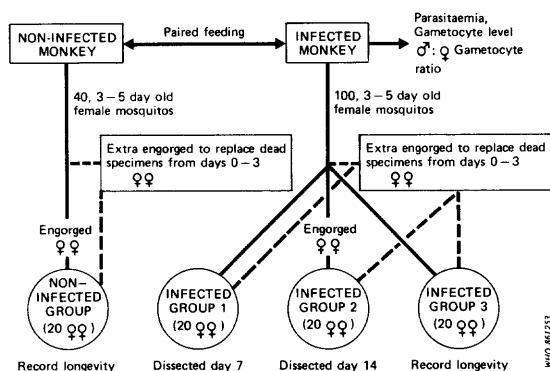 NON-INFECTED
MONKEY
Paired feeding
INFECTED
MONKEY
Parasitaemia,
Gametocyte level
♂:♀ Gametocyte
ratio
40, 3–5 day old
female mosquitos
100, 3–5 day old
female mosquitos
Extra engorged to replace dead
specimens from days 0–3
♀♀
Extra engorged to replace dead
specimens from days 0–3
♀♀
Engorged
♀♀
Engorged
♀♀
NON–
INFECTED
GROUP
(20 ♀♀)
INFECTED
GROUP 1
(20 ♀♀)
INFECTED
GROUP 2
(20 ♀♀)
INFECTED
GROUP 3
(20 ♀♀)
Record longevity
Dissected day 7
Dissected day 14
Record longevity
WHO 861253